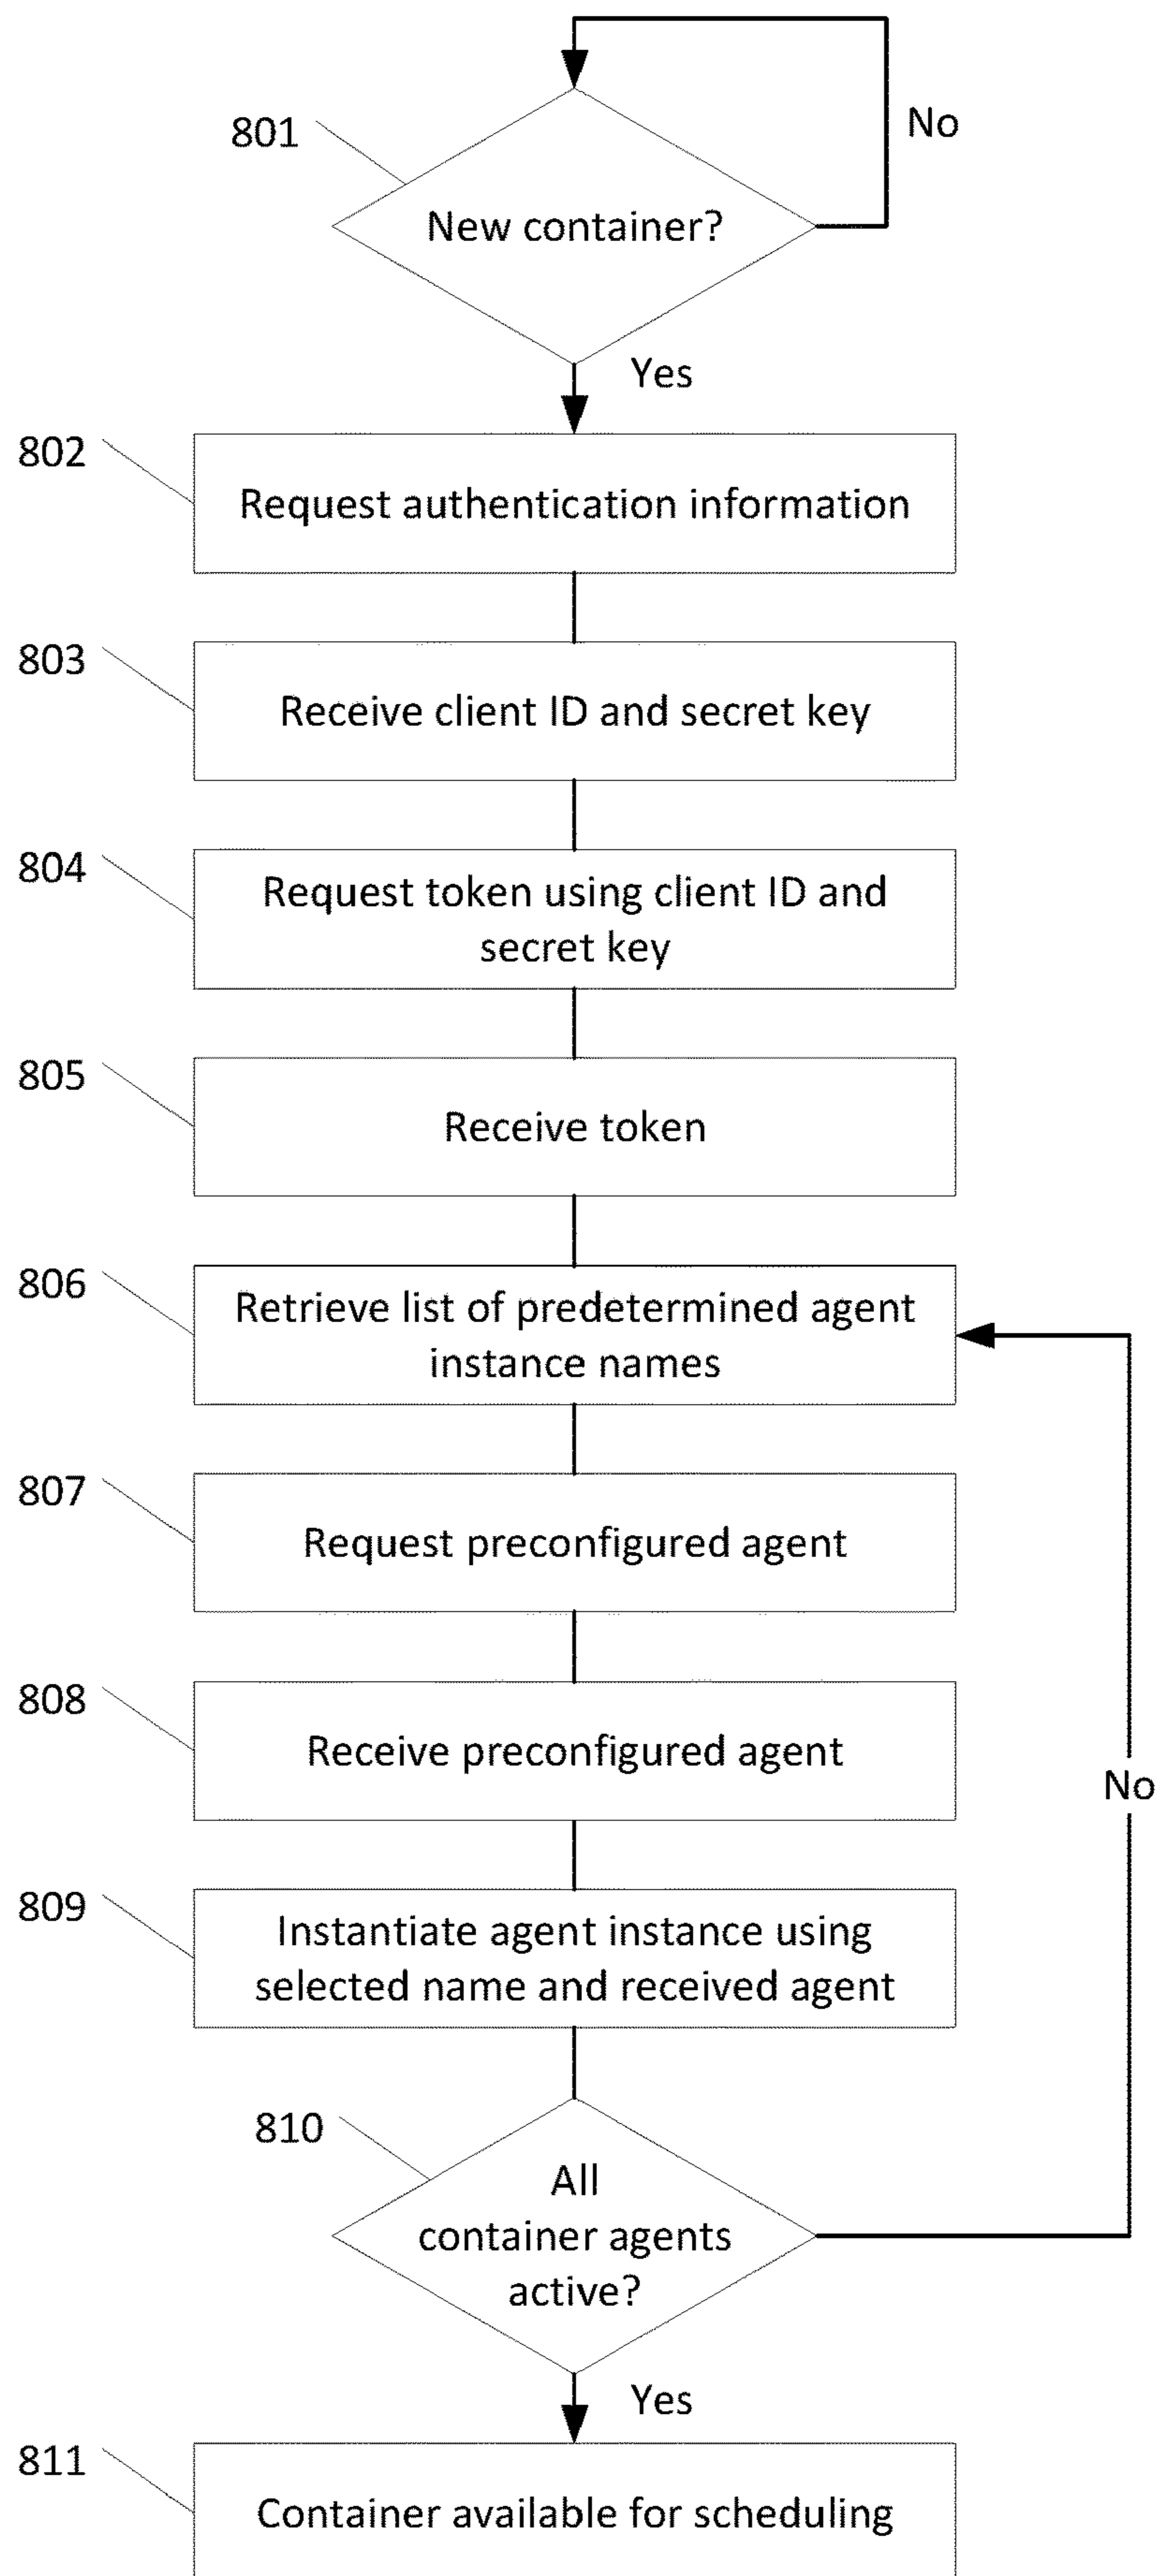 No
801
New container?
Yes
802
Request authentication information
803
Receive client ID and secret key
804
Request token using client ID and
secret key
805
Receive token
806
Retrieve list of predetermined agent
instance names
807
Request preconfigured agent
808
Receive preconfigured agent
No
809
Instantiate agent instance using
selected name and received agent
810
All
container agents
active?
Yes
811
Container available for scheduling